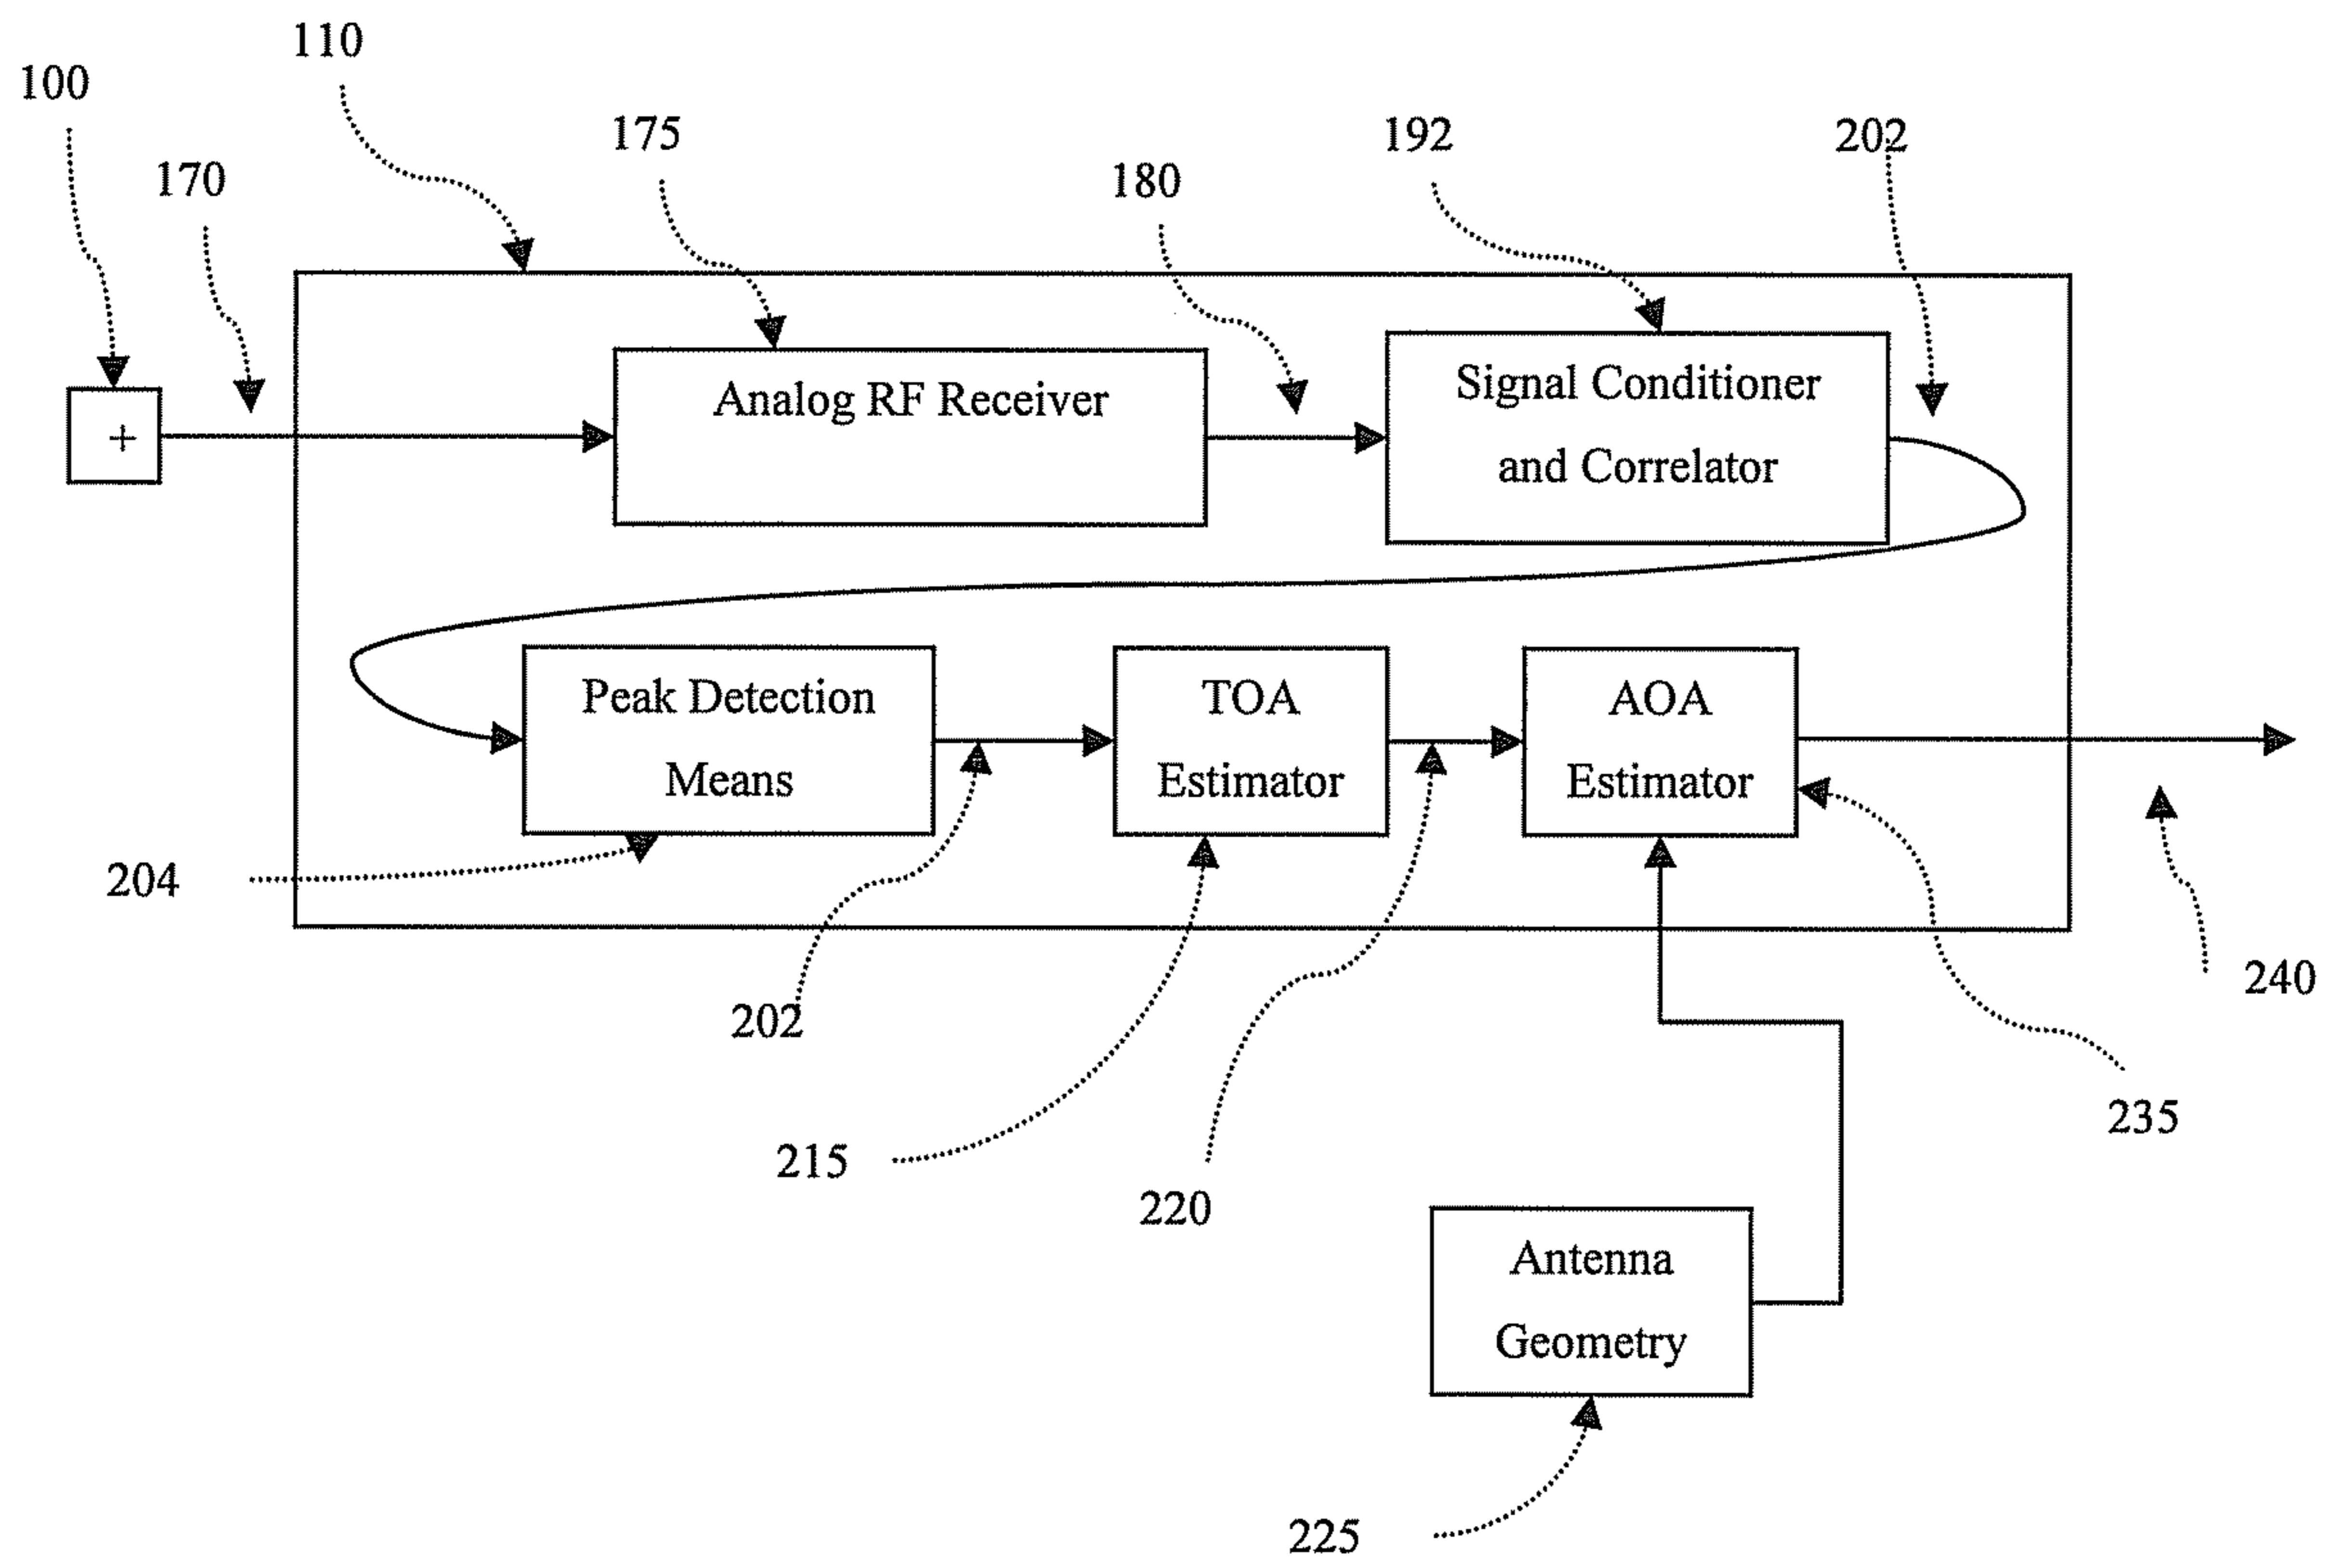 110
100
175
192
202
170
180
Analog RF Receiver
Signal Conditioner
and Correlator
+
Peak Detection
Means
TOA
Estimator
AOA
Estimator
204
202
240
215
235
220
Antenna
Geometry
225